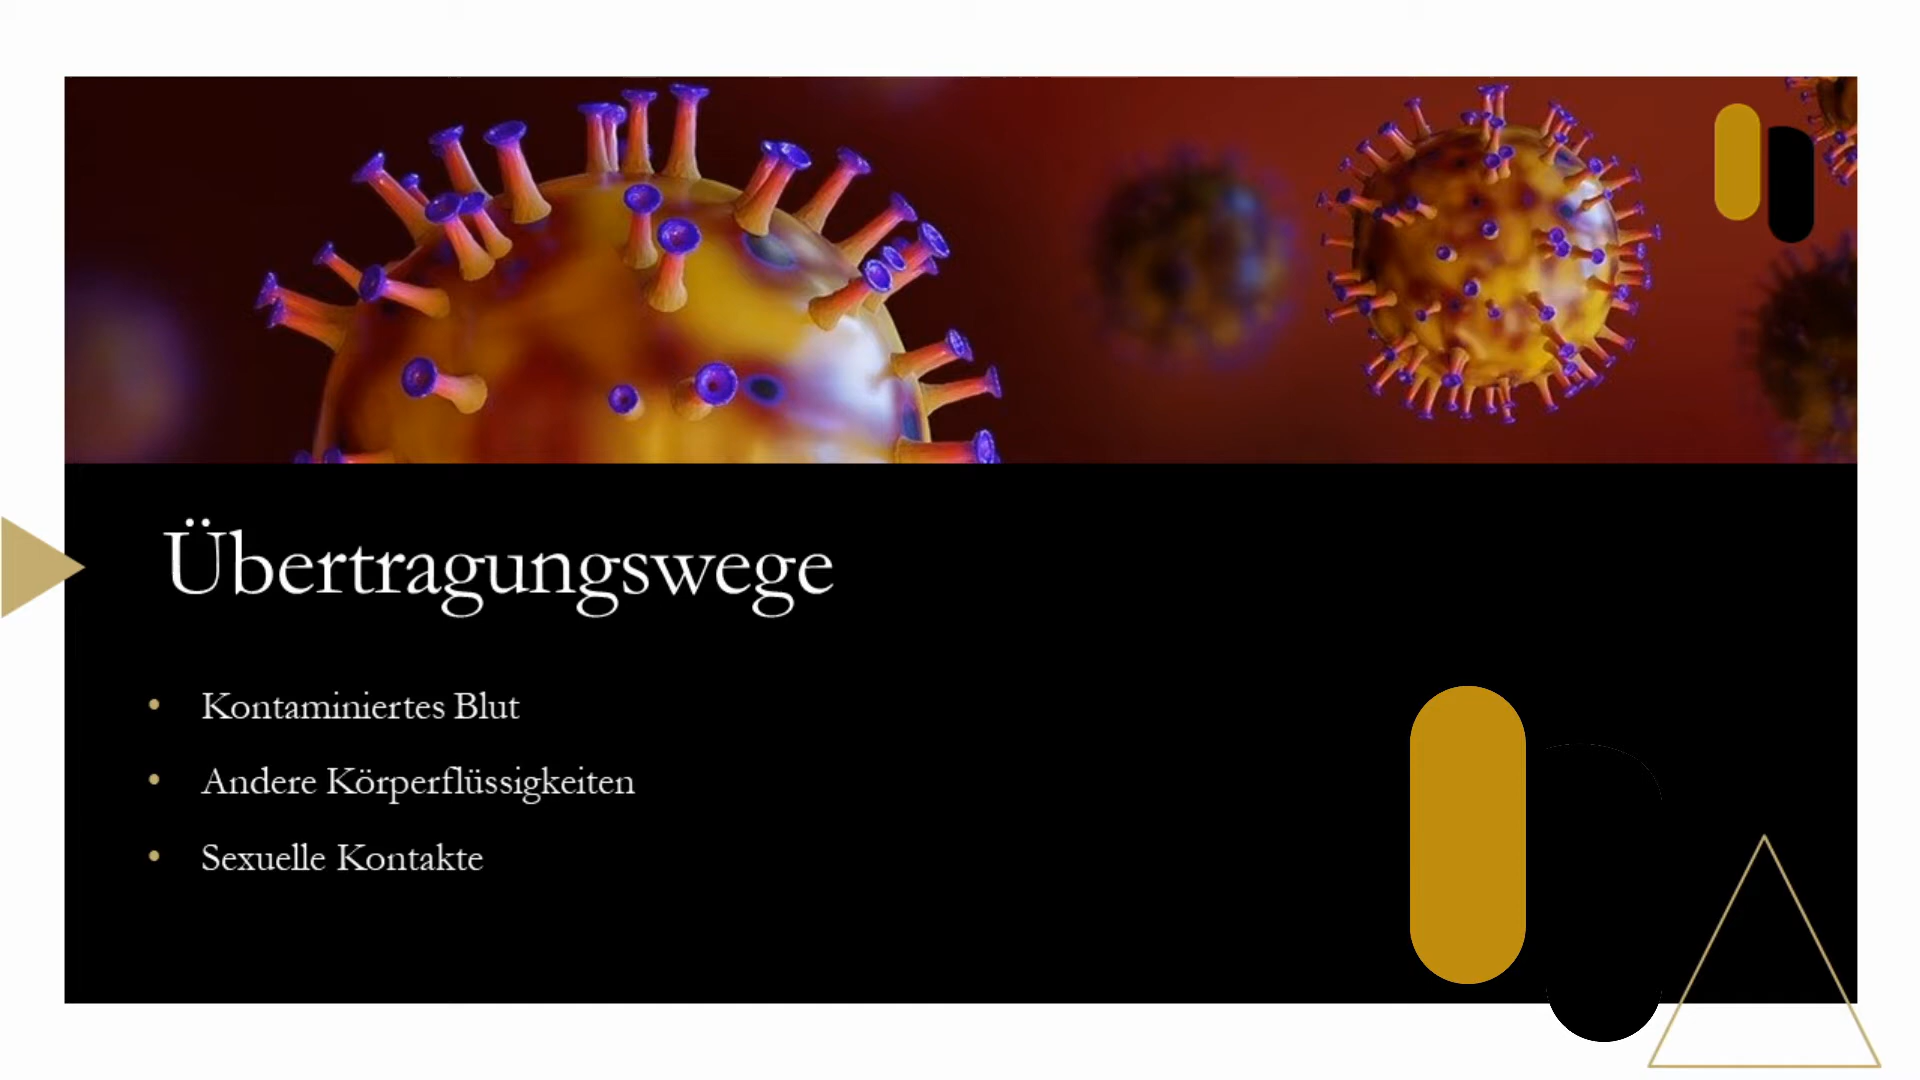 Übertragungswege
• Kontaminiertes Blut
• Andere Körperflüssigkeiten
• Sexuelle Kontakte